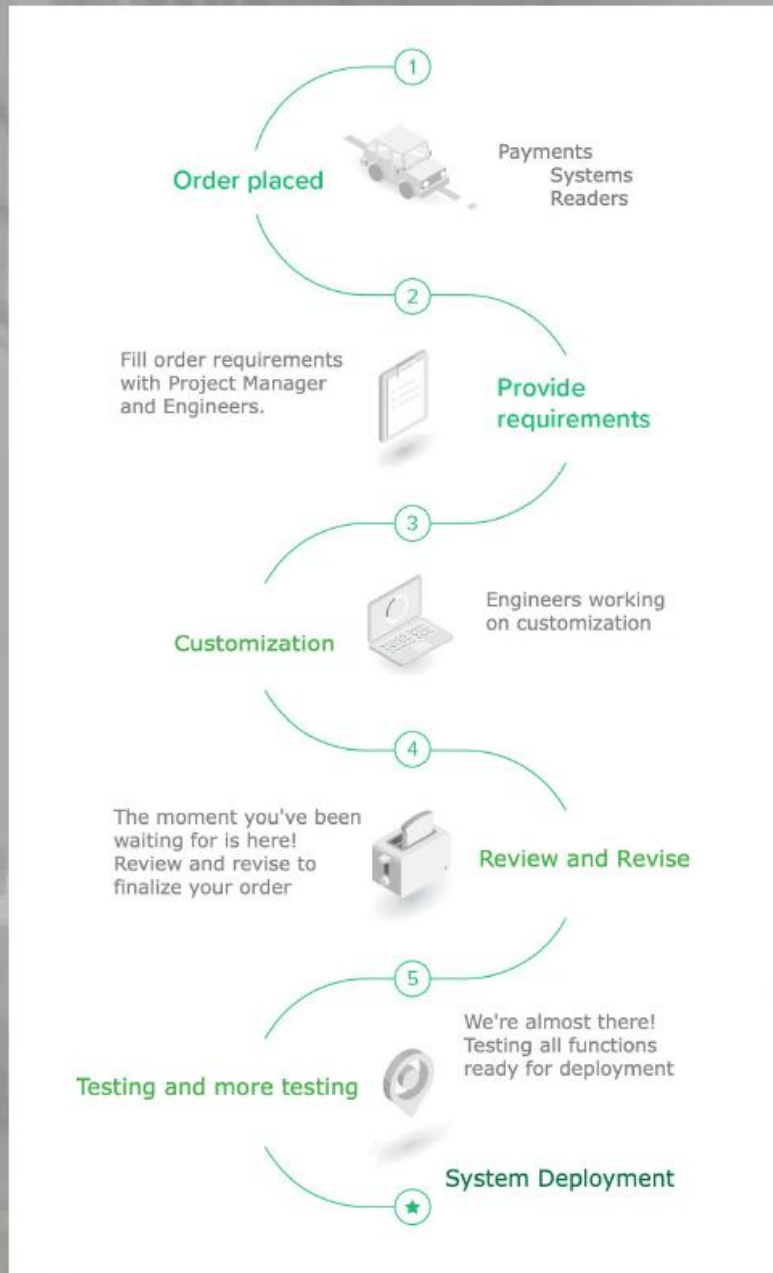 1
Order placed
Payments
Systems
Readers
2
Fill order requirements
with Project Manager
and Engineers.
Provide
requirements
3
Customization
Engineers working
on customization
4
The moment you've been
waiting for is here!
Review and revise to
finalize your order
Review and Revise
5
We're almost there!
Testing all functions
ready for deployment
Testing and more testing
System Deployment